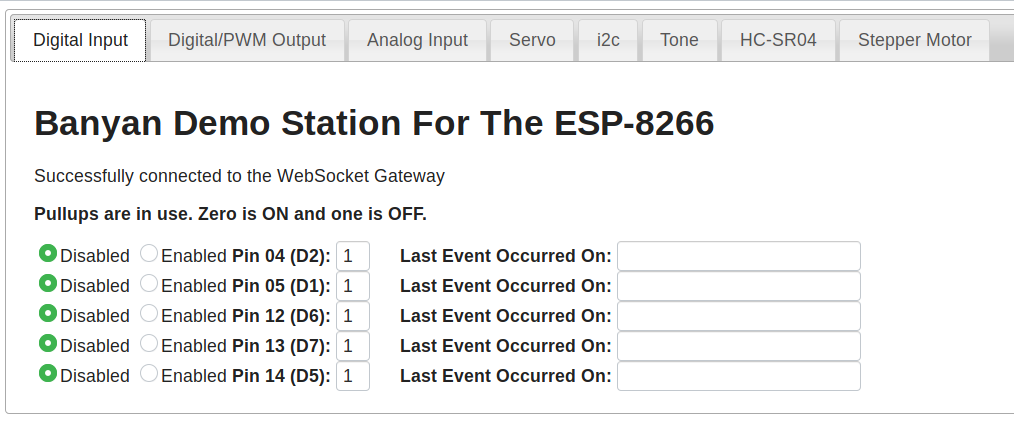 Digital Input Digital/PWM Output Analog Input Servo i2c Tone HC-SR04 Stepper Motor
Banyan Demo Station For The ESP-8266
Successfully connected to the WebSocket Gateway
Pullups are in use. Zero is ON and one is OFF.
Disabled Enabled Pin 04 (D2): 1 Last Event Occurred On:
Disabled Enabled Pin 05 (D1): 1 Last Event Occurred On:
Disabled Enabled Pin 12 (D6): 1 Last Event Occurred On:
Disabled Enabled Pin 13 (D7): 1 Last Event Occurred On:
Disabled Enabled Pin 14 (D5): 1 Last Event Occurred On: